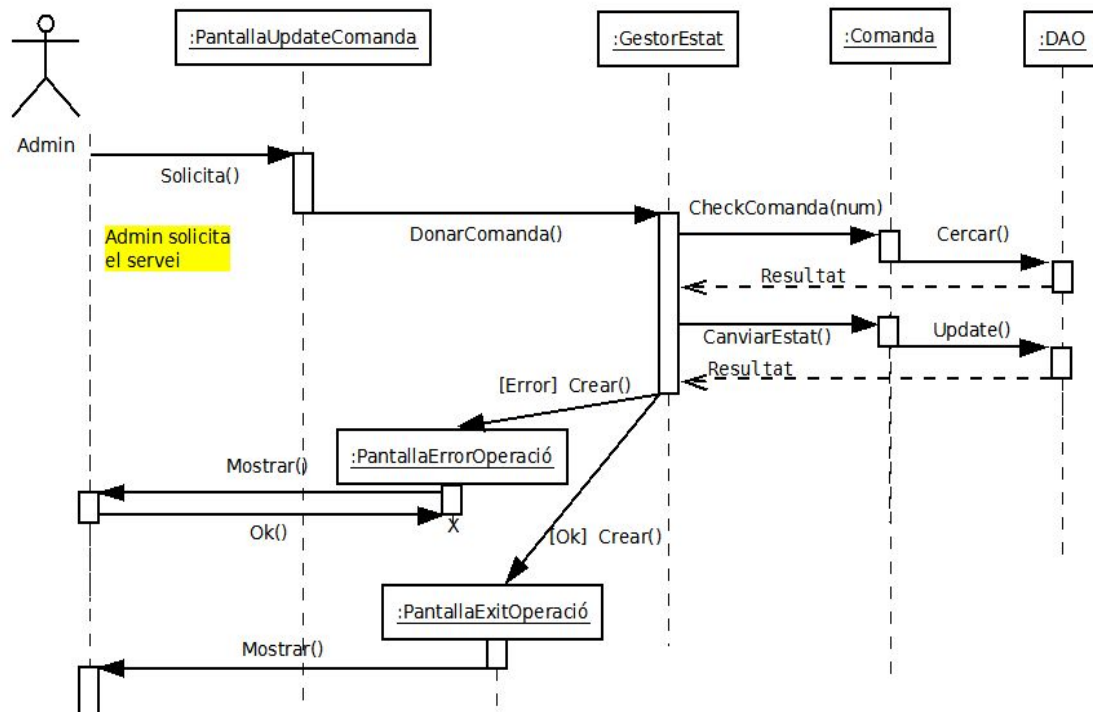 :PantallaUpdateComanda
:GestorEstat
:Comanda
:DAO
Admin
Solicita()
Admin solicita
el servei
DonarComanda()
CheckComanda(num)
Cercar()
Resultat
CanviarEstat()
Update()
Resultat
[Error] Crear()
:PantallaErrorOperació
Mostrar()
Ok()
X
[Ok] Crear()
:PantallaExitOperació
Mostrar()